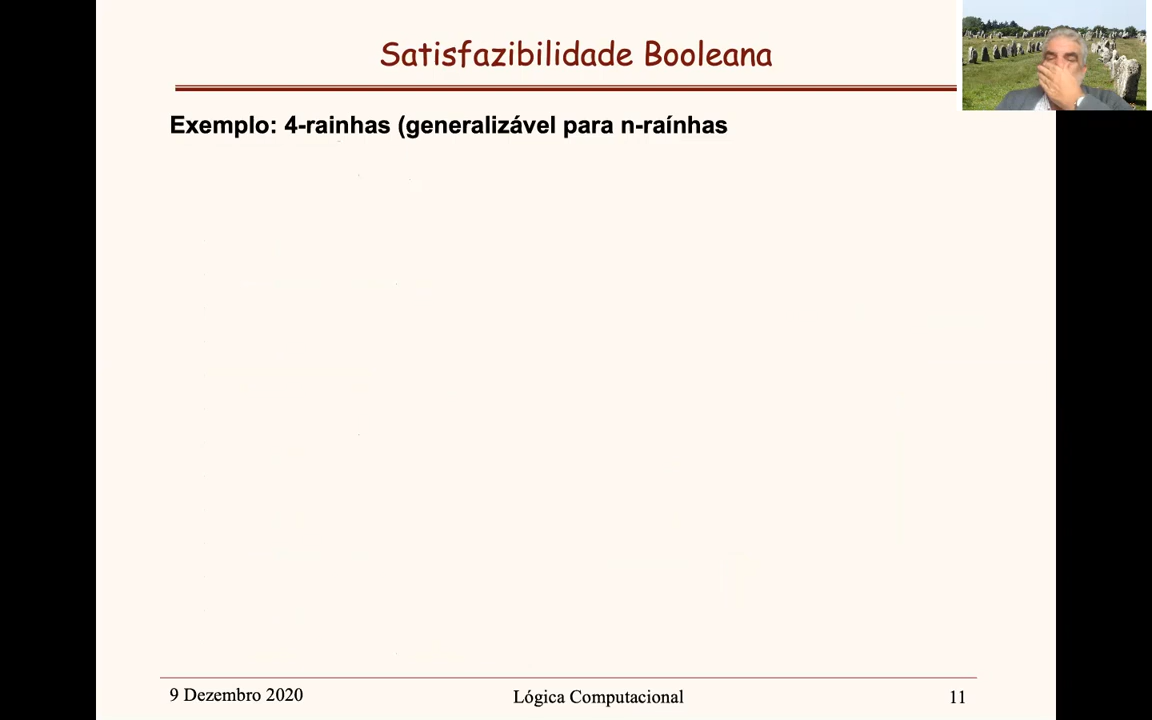 Satisfazibilidade Booleana
Exemplo: 4-rainhas (generalizável para n-raínhas
9 Dezembro 2020
Lógica Computacional
11